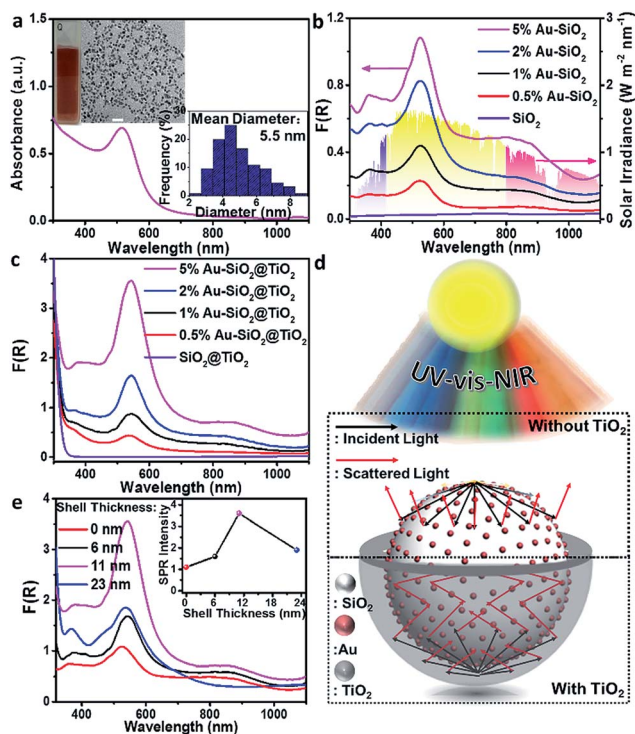 a
G
Absorbance (a.u.)
1.5
1.0
0.5
0.0
400 600 800 1000
Wavelength (nm)
Mean Diameter:
5.5 nm
Frequency (%)
30
20
10
0
2 4 6 8
Diameter (nm)
b
F(R)
1.2
0.8
0.4
0.0
5% Au-SiO2
2% Au-SiO2
1% Au-SiO2
0.5% Au-SiO2
SiO2
400 600 800 1000
Wavelength (nm)
3
2
1
0
Solar Irradiance (W m-2 nm-1)
c
F(R)
4
3
2
1
0
5% Au-SiO2@TiO2
2% Au-SiO2@TiO2
1% Au-SiO2@TiO2
0.5% Au-SiO2@TiO2
SiO2@TiO2
400 600 800 1000
Wavelength (nm)
d
UV-vis-NIR
Without TiO2
: Incident Light
: Scattered Light
: SiO2
:Au
: TiO2
With TiO2
e
F(R)
4
3
2
1
0
Shell Thickness:
0 nm
6 nm
11 nm
23 nm
400 600 800 1000
Wavelength (nm)
SPR Intensity
4
3
2
1
0
0 6 12 18 24
Shell Thickness (nm)